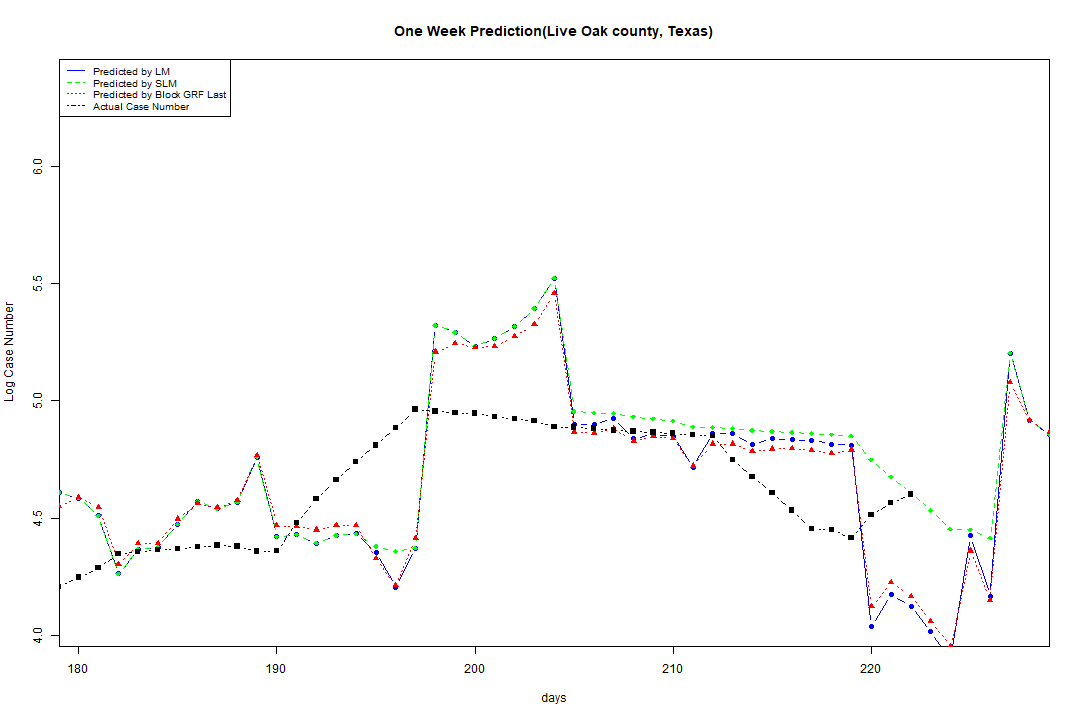 One Week Prediction(Live Oak county, Texas)
Predicted by LM
Predicted by SLM
Predicted by Block GRF Last
Actual Case Number
6.0
5.5
5.0
4.5
4.0
Log Case Number
180 190 200 210 220
days